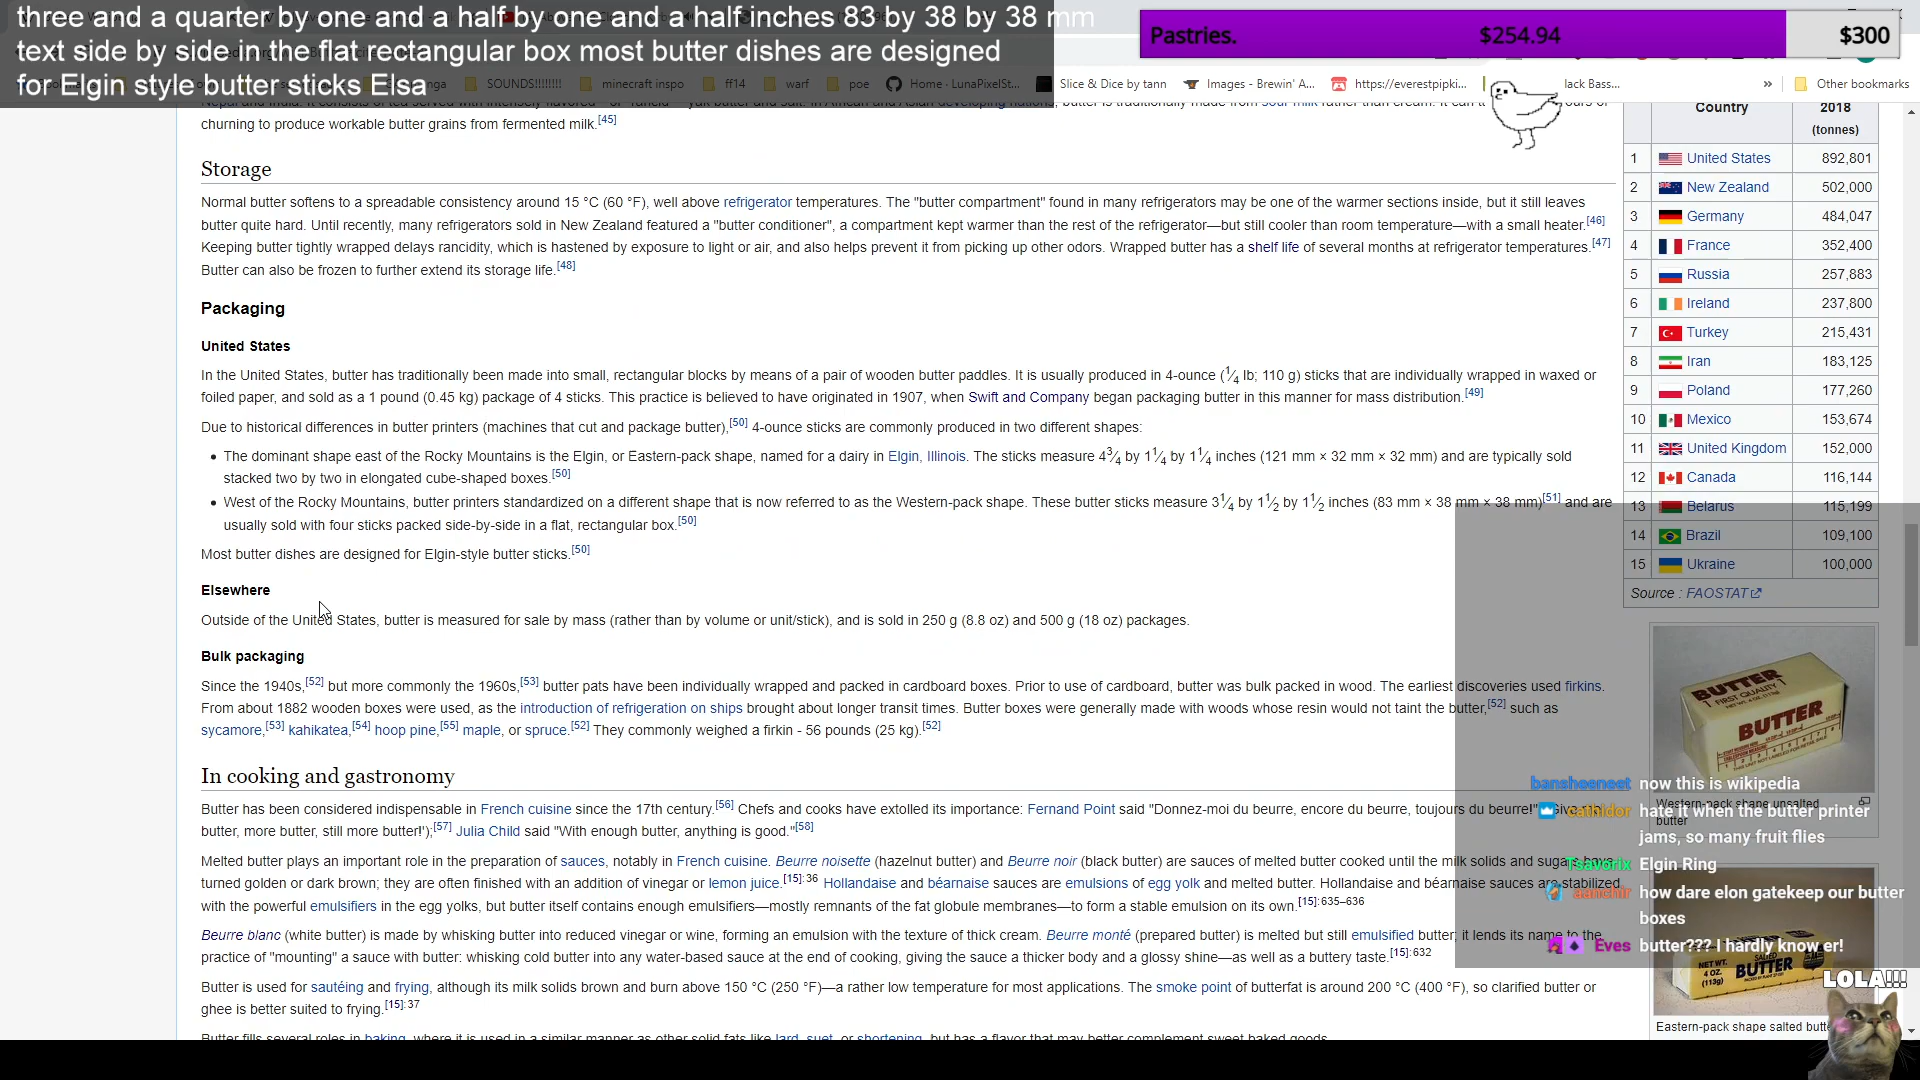 three and a quarter by one and a half by one and a half inches 83 by 38 by 38 mm
text side by side in the flat rectangular box most butter dishes are designed
for Elgin style butter sticks Elsa
Pastries. $254.94 $300
SOUNDS!!!!!!!! minecraft inspo ff14 warf poe Home · LunaPixelSt... Slice & Dice by tann Images - Brewin' A... https://everestpipki... lack Bass... » Other bookmarks
churning to produce workable butter grains from fermented milk.[45]
Storage
Normal butter softens to a spreadable consistency around 15 °C (60 °F), well above refrigerator temperatures. The "butter compartment" found in many refrigerators may be one of the warmer sections inside, but it still leaves
butter quite hard. Until recently, many refrigerators sold in New Zealand featured a "butter conditioner", a compartment kept warmer than the rest of the refrigerator—but still cooler than room temperature—with a small heater.[46]
Keeping butter tightly wrapped delays rancidity, which is hastened by exposure to light or air, and also helps prevent it from picking up other odors. Wrapped butter has a shelf life of several months at refrigerator temperatures.[47]
Butter can also be frozen to further extend its storage life.[48]
Packaging
United States
In the United States, butter has traditionally been made into small, rectangular blocks by means of a pair of wooden butter paddles. It is usually produced in 4-ounce (1⁄4 lb; 110 g) sticks that are individually wrapped in waxed or
foiled paper, and sold as a 1 pound (0.45 kg) package of 4 sticks. This practice is believed to have originated in 1907, when Swift and Company began packaging butter in this manner for mass distribution.[49]
Due to historical differences in butter printers (machines that cut and package butter),[50] 4-ounce sticks are commonly produced in two different shapes:
• The dominant shape east of the Rocky Mountains is the Elgin, or Eastern-pack shape, named for a dairy in Elgin, Illinois. The sticks measure 4 3⁄4 by 1 1⁄4 by 1 1⁄4 inches (121 mm × 32 mm × 32 mm) and are typically sold
stacked two by two in elongated cube-shaped boxes.[50]
• West of the Rocky Mountains, butter printers standardized on a different shape that is now referred to as the Western-pack shape. These butter sticks measure 3 1⁄4 by 1 1⁄2 by 1 1⁄2 inches (83 mm × 38 mm × 38 mm)[51] and are
usually sold with four sticks packed side-by-side in a flat, rectangular box.[50]
Most butter dishes are designed for Elgin-style butter sticks.[50]
Elsewhere
Outside of the United States, butter is measured for sale by mass (rather than by volume or unit/stick), and is sold in 250 g (8.8 oz) and 500 g (18 oz) packages.
Bulk packaging
Since the 1940s,[52] but more commonly the 1960s,[53] butter pats have been individually wrapped and packed in cardboard boxes. Prior to use of cardboard, butter was bulk packed in wood. The earliest discoveries used firkins.
From about 1882 wooden boxes were used, as the introduction of refrigeration on ships brought about longer transit times. Butter boxes were generally made with woods whose resin would not taint the butter,[52] such as
sycamore,[53] kahikatea,[54] hoop pine,[55] maple, or spruce.[52] They commonly weighed a firkin - 56 pounds (25 kg).[52]
In cooking and gastronomy
Butter has been considered indispensable in French cuisine since the 17th century.[56] Chefs and cooks have extolled its importance: Fernand Point said "Donnez-moi du beurre, encore du beurre, toujours du beurre!"
butter, more butter, still more butter!');[57] Julia Child said "With enough butter, anything is good."[58]
Melted butter plays an important role in the preparation of sauces, notably in French cuisine. Beurre noisette (hazelnut butter) and Beurre noir (black butter) are sauces of melted butter cooked until the milk solids and sugars have
turned golden or dark brown; they are often finished with an addition of vinegar or lemon juice.[15]:36 Hollandaise and béarnaise sauces are emulsions of egg yolk and melted butter. Hollandaise and béarnaise sauces are stabilized
with the powerful emulsifiers in the egg yolks, but butter itself contains enough emulsifiers—mostly remnants of the fat globule membranes—to form a stable emulsion on its own.[15]:635–636
Beurre blanc (white butter) is made by whisking butter into reduced vinegar or wine, forming an emulsion with the texture of thick cream. Beurre monté (prepared butter) is melted but still emulsified butter; it lends its name to the
practice of "mounting" a sauce with butter: whisking cold butter into any water-based sauce at the end of cooking, giving the sauce a thicker body and a glossy shine—as well as a buttery taste.[15]:632
Butter is used for sautéing and frying, although its milk solids brown and burn above 150 °C (250 °F)—a rather low temperature for most applications. The smoke point of butterfat is around 200 °C (400 °F), so clarified butter or
ghee is better suited to frying.[15]:37
Butter fills several roles in baking, where it is used in a similar manner as other solid fats like lard, suet, or shortening, but has a flavor that may better complement sweet baked goods.
Country 2018
(tonnes)
1 United States 892,801
2 New Zealand 502,000
3 Germany 484,047
4 France 352,400
5 Russia 257,883
6 Ireland 237,800
7 Turkey 215,431
8 Iran 183,125
9 Poland 177,260
10 Mexico 153,674
11 United Kingdom 152,000
12 Canada 116,144
13 Belarus 115,199
14 Brazil 109,100
15 Ukraine 100,000
Source : FAOSTAT
BUTTER
FIRST QUALITY
BUTTER
Western-pack shape unsalted
butter
bansheeneet now this is wikipedia
cathidor hate it when the butter printer
jams, so many fruit flies
Tsavorix Elgin Ring
aanchir how dare elon gatekeep our butter
boxes
Eves butter??? I hardly know er!
NET WT.
4 OZ.
(113g)
SALTED
BUTTER
LOLA!!!
Eastern-pack shape salted